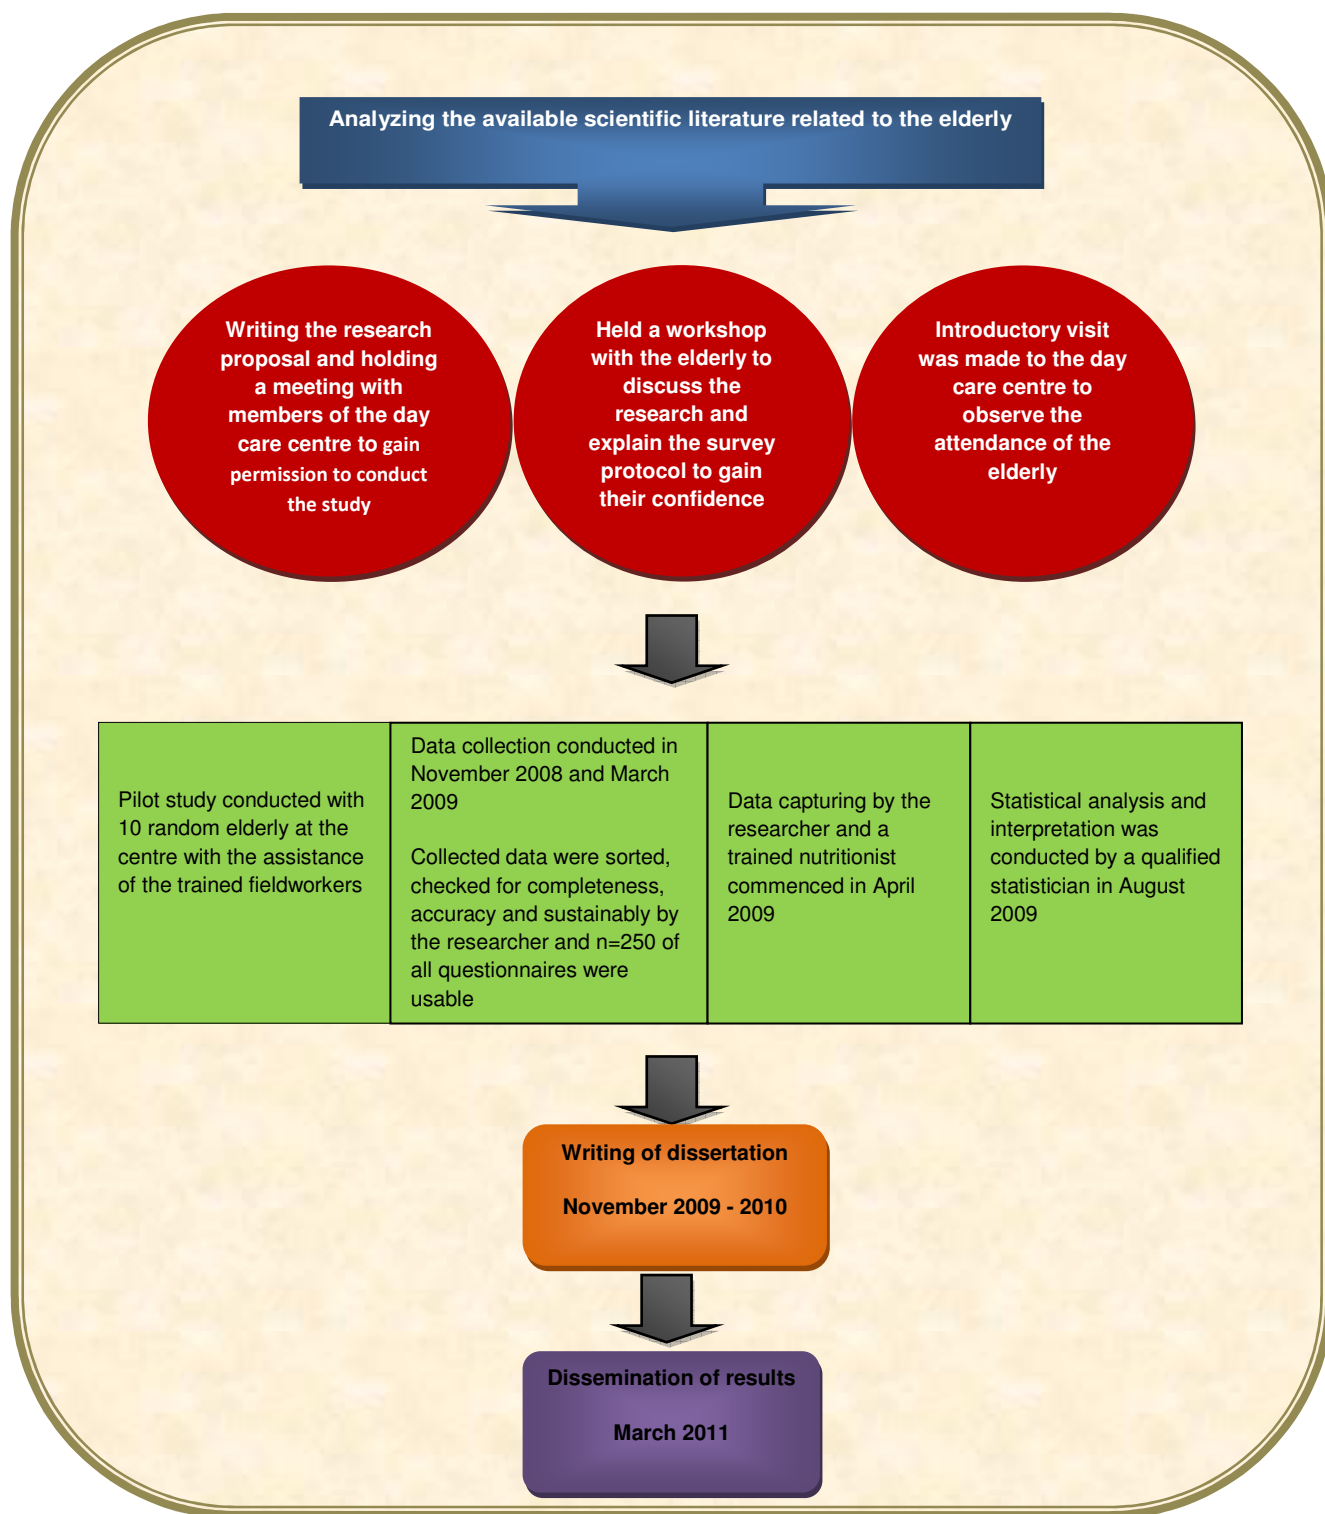 Analyzing the available scientific literature related to the elderly
Writing the research
proposal and holding
a meeting with
members of the day
care centre to gain
permission to conduct
the study
Held a workshop
with the elderly to
discuss the
research and
explain the survey
protocol to gain
their confidence
Introductory visit
was made to the day
care centre to
observe the
attendance of the
elderly
Pilot study conducted with
10 random elderly at the
centre with the assistance
of the trained fieldworkers
Data collection conducted in
November 2008 and March
2009
Collected data were sorted,
checked for completeness,
accuracy and sustainably by
the researcher and n=250 of
all questionnaires were
usable
Data capturing by the
researcher and a
trained nutritionist
commenced in April
2009
Statistical analysis and
interpretation was
conducted by a qualified
statistician in August
2009
Writing of dissertation
November 2009 - 2010
Dissemination of results
March 2011